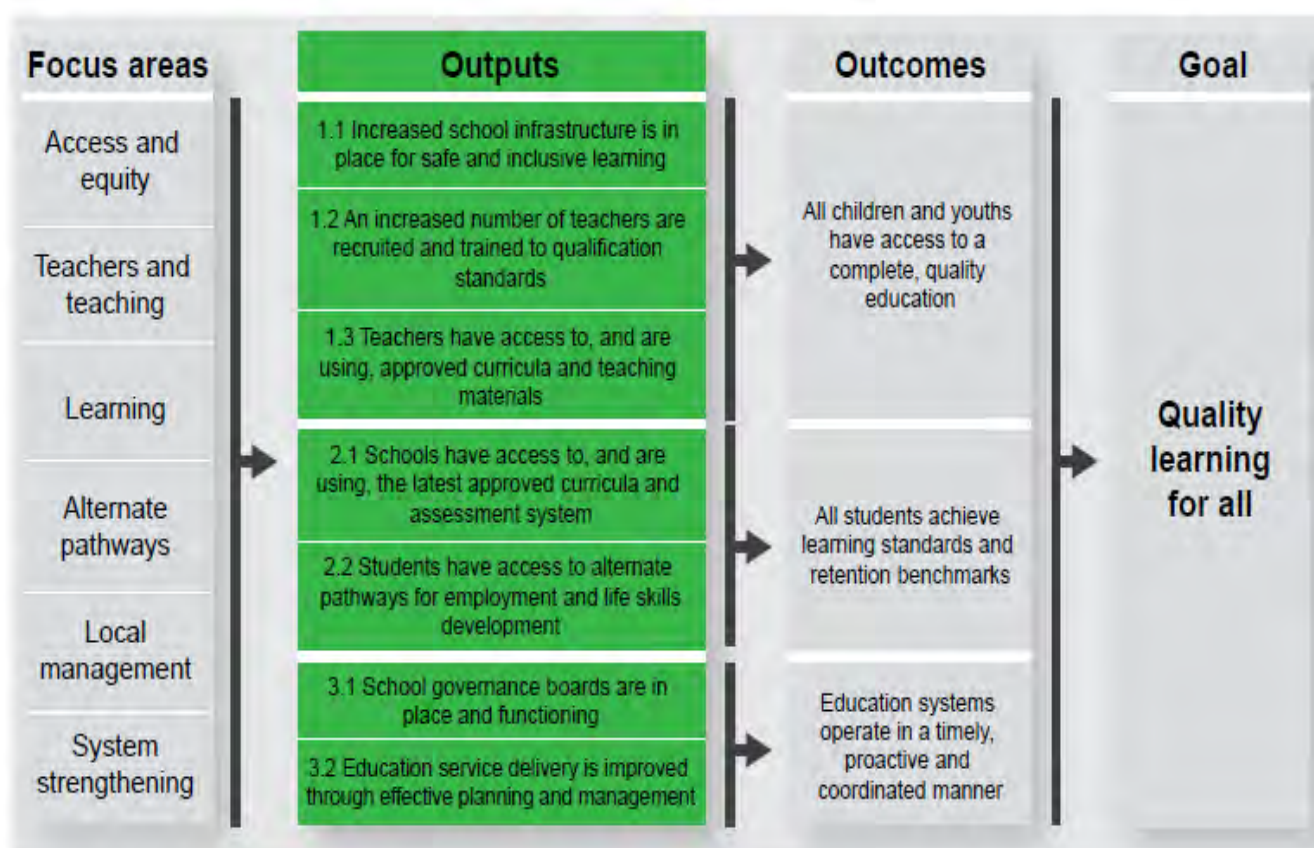 Focus areas
Access and
equity
Teachers and
teaching
Learning
Alternate
pathways
Local
management
System
strengthening
Outputs
1.1 Increased school infrastructure is in
place for safe and inclusive learning
1.2 An increased number of teachers are
recruited and trained to qualification
standards
1.3 Teachers have access to, and are
using, approved curricula and teaching
materials
2.1 Schools have access to, and are
using, the latest approved curricula and
assessment system
2.2 Students have access to alternate
pathways for employment and life skills
development
3.1 School governance boards are in
place and functioning
3.2 Education service delivery is improved
through effective planning and management
Outcomes
All children and youths
have access to a
complete, quality
education
All students achieve
learning standards and
retention benchmarks
Education systems
operate in a timely,
proactive and
coordinated manner
Goal
Quality
learning
for all